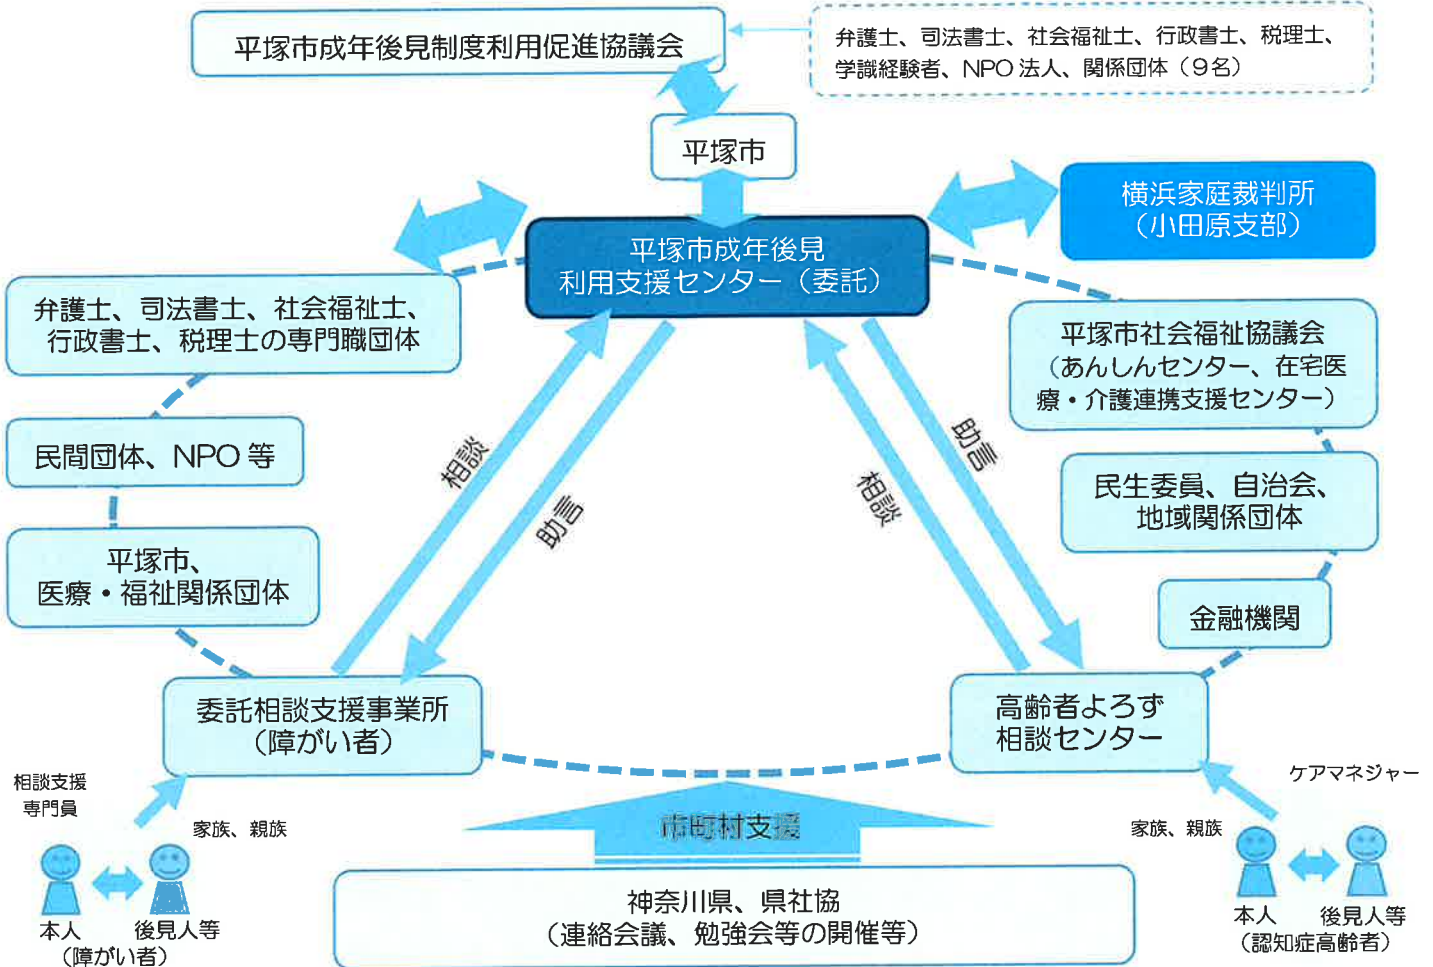 平塚市成年後見制度利用促進協議会
弁護士、司法書士、社会福祉士、行政書士、税理士、
学識経験者、NPO 法人、関係団体（9名）
平塚市
横浜家庭裁判所
（小田原支部）
平塚市成年後見
利用支援センター（委託）
弁護士、司法書士、社会福祉士、
行政書士、税理士の専門職団体
平塚市社会福祉協議会
（あんしんセンター、在宅医
療・介護連携支援センター）
民間団体、NPO 等
相談
助言
相談
助言
民生委員、自治会、
地域関係団体
平塚市、
医療・福祉関係団体
金融機関
委託相談支援事業所
（障がい者）
高齢者よろず
相談センター
相談支援
専門員
家族、親族
市町村支援
ケアマネジャー
家族、親族
本人
（障がい者）
後見人等
神奈川県、県社協
（連絡会議、勉強会等の開催等）
本人
後見人等
（認知症高齢者）